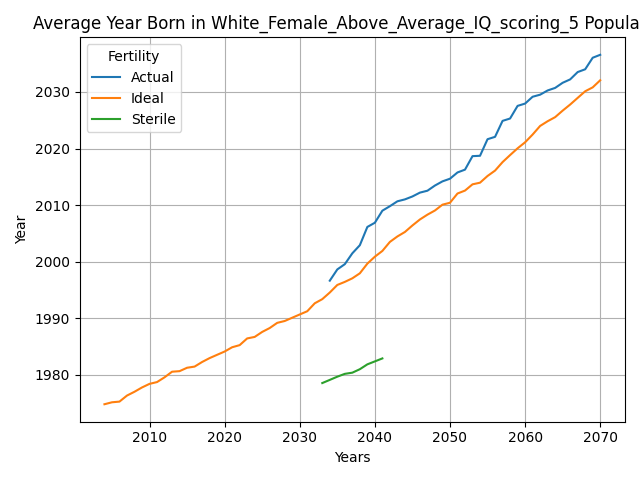 Average Year Born in White_Female_Above_Average_IQ_scoring_5 Popula
Fertility
Actual
Ideal
Sterile
Year
2030
2020
2010
2000
1990
1980
2010 2020 2030 2040 2050 2060 2070
Years